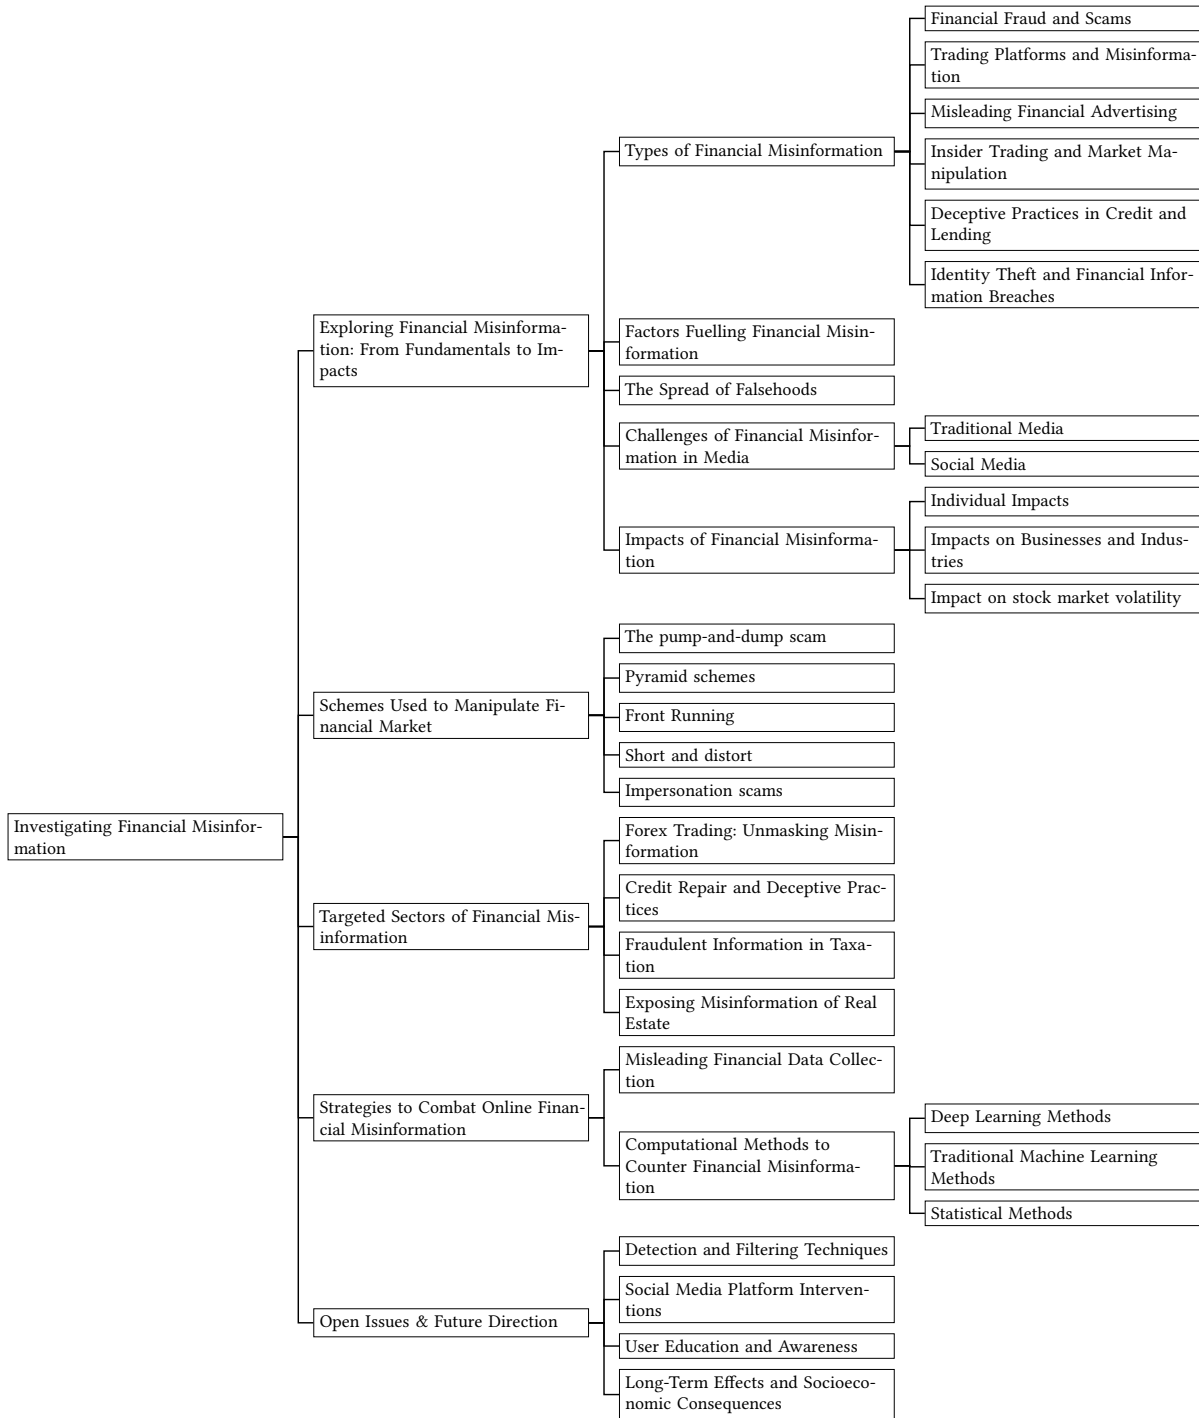 Investigating Financial Misinfor-
mation
Exploring Financial Misinforma-
tion: From Fundamentals to Im-
pacts
Types of Financial Misinformation
Financial Fraud and Scams
Trading Platforms and Misinforma-
tion
Misleading Financial Advertising
Insider Trading and Market Ma-
nipulation
Deceptive Practices in Credit and
Lending
Identity Theft and Financial Infor-
mation Breaches
Factors Fuelling Financial Misin-
formation
The Spread of Falsehoods
Challenges of Financial Misinfor-
mation in Media
Traditional Media
Social Media
Impacts of Financial Misinforma-
tion
Individual Impacts
Impacts on Businesses and Indus-
tries
Impact on stock market volatility
Schemes Used to Manipulate Fi-
nancial Market
The pump-and-dump scam
Pyramid schemes
Front Running
Short and distort
Impersonation scams
Targeted Sectors of Financial Mis-
information
Forex Trading: Unmasking Misin-
formation
Credit Repair and Deceptive Prac-
tices
Fraudulent Information in Taxa-
tion
Exposing Misinformation of Real
Estate
Strategies to Combat Online Finan-
cial Misinformation
Misleading Financial Data Collec-
tion
Computational Methods to
Counter Financial Misinforma-
tion
Deep Learning Methods
Traditional Machine Learning
Methods
Statistical Methods
Open Issues & Future Direction
Detection and Filtering Techniques
Social Media Platform Interven-
tions
User Education and Awareness
Long-Term Effects and Socioeco-
nomic Consequences